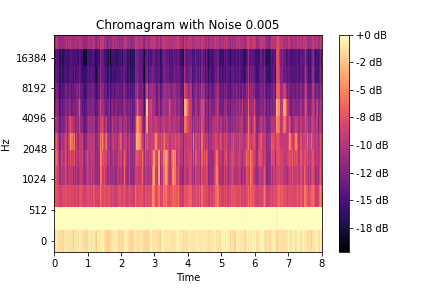 Chromagram with Noise 0.005
Hz
16384
8192
4096
2048
1024
512
0
0 1 2 3 4 5 6 7 8
Time
+0 dB
-2 dB
-5 dB
-8 dB
-10 dB
-12 dB
-15 dB
-18 dB